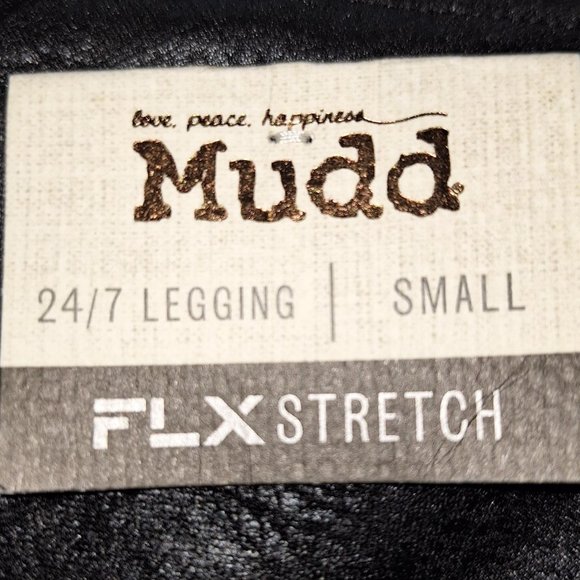 love. peace. happiness
Mudd®
24/7 LEGGING | SMALL
FLX STRETCH